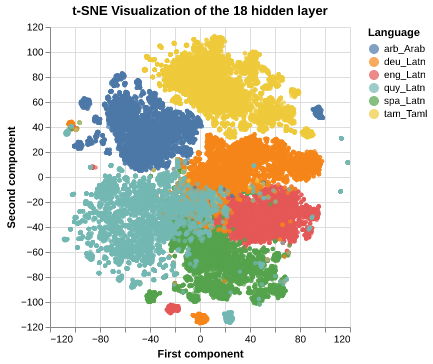 t-SNE Visualization of the 18 hidden layer
Language
arb_Arab
deu_Latn
eng_Latn
quy_Latn
spa_Latn
tam_Taml
Second component
120
100
80
60
40
20
0
−20
−40
−60
−80
−100
−120
−120 −80 −40 0 40 80 120
First component